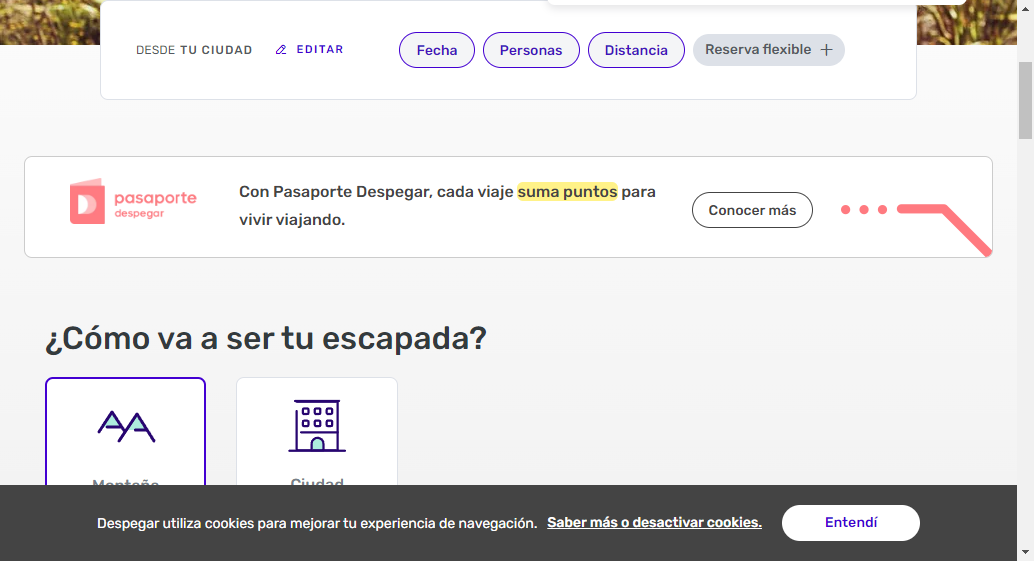 DESDE TU CIUDAD EDITAR Fecha Personas Distancia Reserva flexible
pasaporte
despegar
Con Pasaporte Despegar, cada viaje suma puntos para
vivir viajando.
Conocer más
¿Cómo va a ser tu escapada?
Montaña Ciudad
Despegar utiliza cookies para mejorar tu experiencia de navegación. Saber más o desactivar cookies. Entendí